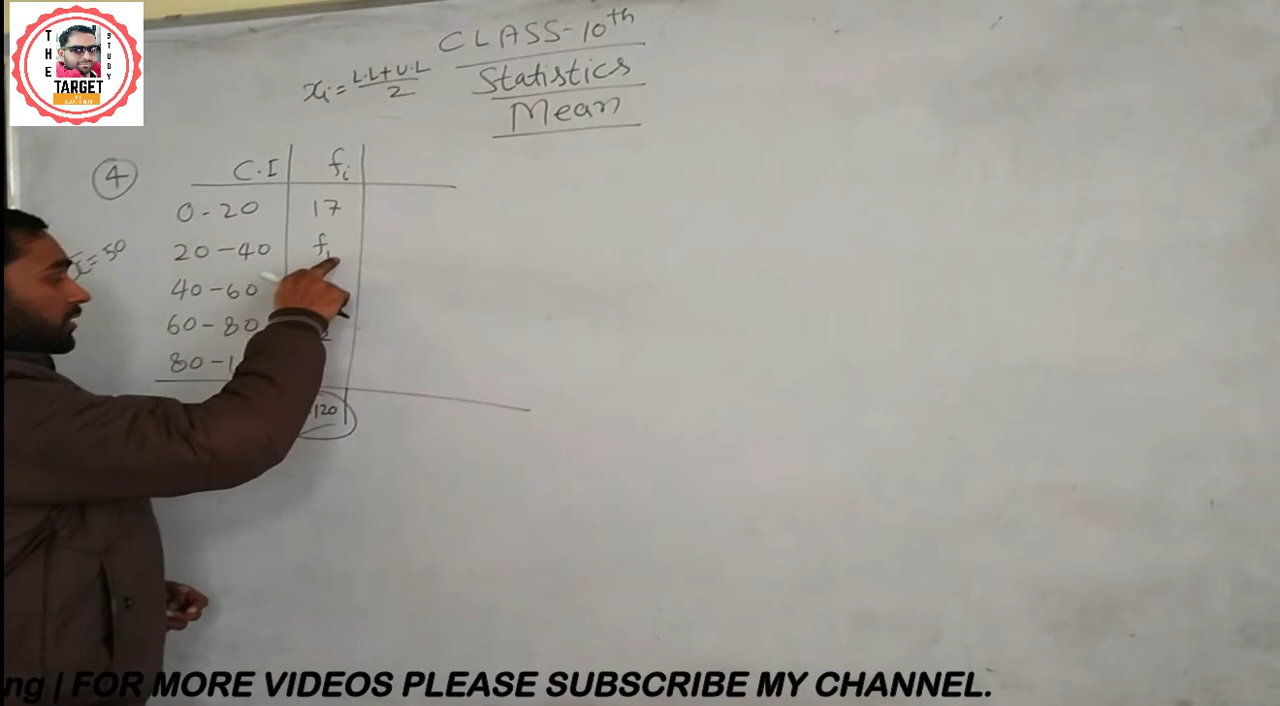 THE STUDY
TARGET
CLASS-10th
Statistics
Mean
xi = L.L+U.L / 2
4
C.I fi
0-20 17
20-40 f1
40-60
60-80 2
80-1
120
x̄=50
ng | FOR MORE VIDEOS PLEASE SUBSCRIBE MY CHANNEL.